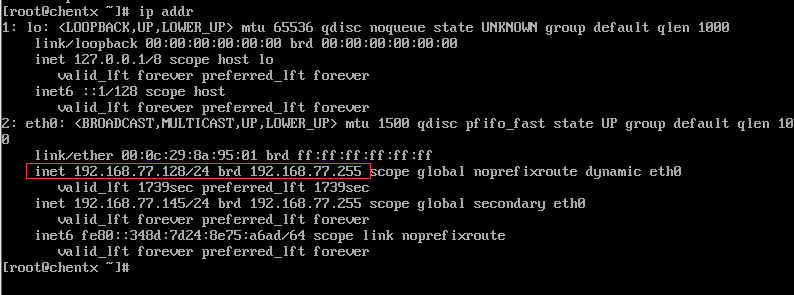 [root@chentx ~]# ip addr
1: lo: <LOOPBACK,UP,LOWER_UP> mtu 65536 qdisc noqueue state UNKNOWN group default qlen 1000
    link/loopback 00:00:00:00:00:00 brd 00:00:00:00:00:00
    inet 127.0.0.1/8 scope host lo
       valid_lft forever preferred_lft forever
    inet6 ::1/128 scope host
       valid_lft forever preferred_lft forever
2: eth0: <BROADCAST,MULTICAST,UP,LOWER_UP> mtu 1500 qdisc pfifo_fast state UP group default qlen 100
0
    link/ether 00:0c:29:8a:95:01 brd ff:ff:ff:ff:ff:ff
    inet 192.168.77.128/24 brd 192.168.77.255 scope global noprefixroute dynamic eth0
       valid_lft 1739sec preferred_lft 1739sec
    inet 192.168.77.145/24 brd 192.168.77.255 scope global secondary eth0
       valid_lft forever preferred_lft forever
    inet6 fe80::348d:7d24:8e75:a6ad/64 scope link noprefixroute
       valid_lft forever preferred_lft forever
[root@chentx ~]#